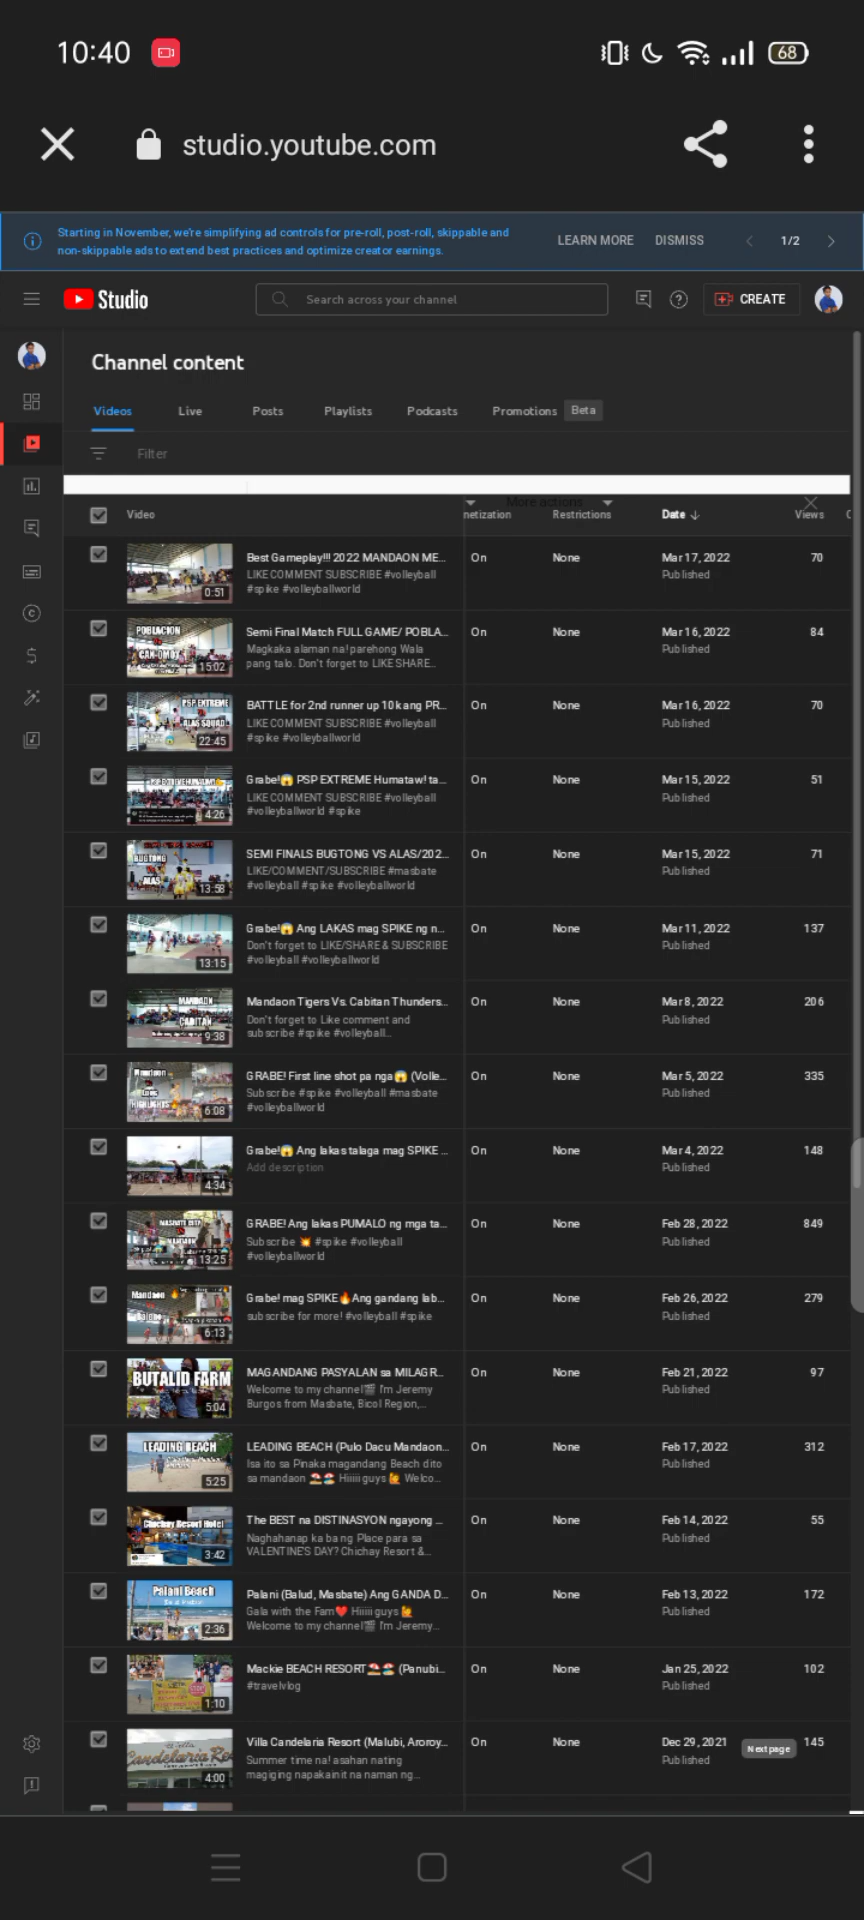 10:40
68
studio.youtube.com
Starting in November, we're simplifying ad controls for pre-roll, post-roll, skippable and
non-skippable ads to extend best practices and optimize creator earnings.
LEARN MORE DISMISS 1/2
Studio
Search across your channel
CREATE
Channel content
Videos Live Posts Playlists Podcasts Promotions Beta
Filter
More actions
Video netization Restrictions Date Views
Best Gameplay!!! 2022 MANDAON ME... On None Mar 17, 2022 70
LIKE COMMENT SUBSCRIBE #volleyball Published
#spike #volleyballworld
0:51
Semi Final Match FULL GAME/ POBLA... On None Mar 16, 2022 84
Magkaka alaman na! parehong Wala Published
pang talo. Don't forget to LIKE SHARE...
POBLACION
CAN-OMOY
15:02
BATTLE for 2nd runner up 10k ang PR... On None Mar 16, 2022 70
LIKE COMMENT SUBSCRIBE #volleyball Published
#spike #volleyballworld
PSP EXTREME
ALAS SQUAD
22:45
Grabe!😱 PSP EXTREME Humataw! ta... On None Mar 15, 2022 51
LIKE COMMENT SUBSCRIBE #volleyball Published
#volleyballworld #spike
4:26
SEMI FINALS BUGTONG VS ALAS/202... On None Mar 15, 2022 71
LIKE/COMMENT/SUBSCRIBE #masbate Published
#volleyball #spike #volleyballworld
BUGTONG
13:58
Grabe!😱 Ang LAKAS mag SPIKE ng n... On None Mar 11, 2022 137
Don't forget to LIKE/SHARE & SUBSCRIBE Published
#volleyball #volleyballworld
13:15
Mandaon Tigers Vs. Cabitan Thunders... On None Mar 8, 2022 206
Don't forget to Like comment and Published
subscribe #spike #volleyball...
MANDAON
CABITAN
9:38
GRABE! First line shot pa nga😱 (Volle... On None Mar 5, 2022 335
Subscribe #spike #volleyball #masbate Published
#volleyballworld
Mandaon
HIGHLIGHTS
6:08
Grabe!😱 Ang lakas talaga mag SPIKE ... On None Mar 4, 2022 148
Add description Published
4:34
GRABE! Ang lakas PUMALO ng mga ta... On None Feb 28, 2022 849
Subscribe 💥 #spike #volleyball Published
#volleyballworld
MASBATE CITY
MANDAON
13:25
Grabe! mag SPIKE🔥Ang gandang lab... On None Feb 26, 2022 279
subscribe for more! #volleyball #spike Published
Mandaon
6:13
MAGANDANG PASYALAN sa MILAGR... On None Feb 21, 2022 97
Welcome to my channel🎬 I'm Jeremy Published
Burgos from Masbate, Bicol Region,...
BUTALID FARM
5:04
LEADING BEACH (Pulo Dacu Mandaon... On None Feb 17, 2022 312
Isa ito sa Pinaka magandang Beach dito Published
sa mandaon ⛱️🏖️ Hiiiii guys 🙋 Welco...
LEADING BEACH
5:25
The BEST na DISTINASYON ngayong ... On None Feb 14, 2022 55
Naghahanap ka ba ng Place para sa Published
VALENTINE'S DAY? Chichay Resort &...
Chichay Resort Hotel
3:42
Palani (Balud, Masbate) Ang GANDA D... On None Feb 13, 2022 172
Gala with the Fam❤️ Hiiiii guys 🙋 Published
Welcome to my channel🎬 I'm Jeremy...
Palani Beach
2:36
Mackie BEACH RESORT⛱️🏖️ (Panubi... On None Jan 25, 2022 102
#travelvlog Published
1:10
Villa Candelaria Resort (Malubi, Aroroy... On None Dec 29, 2021 145
Summer time na! asahan nating Published
magiging napakainit na naman ng...
Next page
4:00